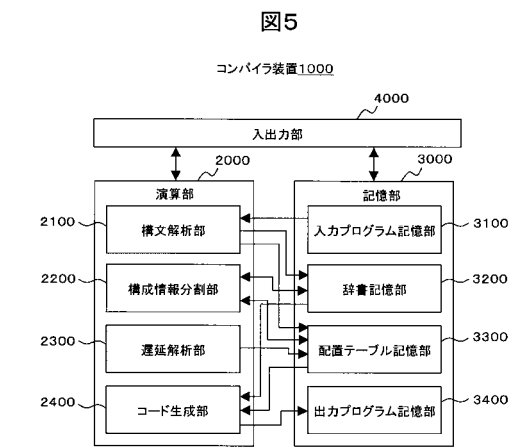 図5
コンパイラ装置1000
4000
入出力部
2000
3000
演算部
記憶部
2100
構文解析部
入力プログラム記憶部
3100
2200
構成情報分割部
辞書記憶部
3200
2300
遅延解析部
配置テーブル記憶部
3300
2400
コード生成部
出力プログラム記憶部
3400